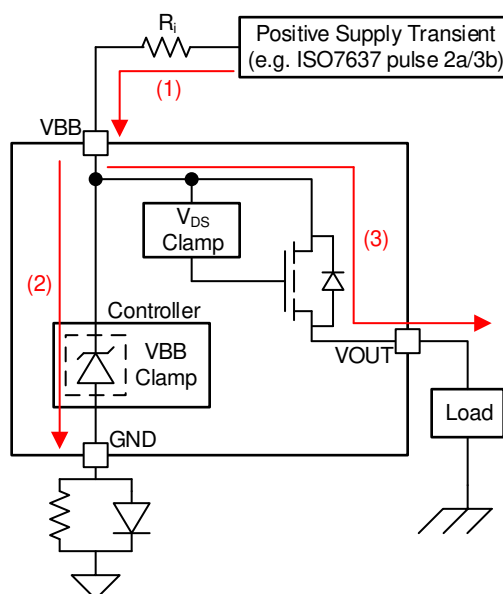 R_i
Positive Supply Transient
(e.g. ISO7637 pulse 2a/3b)
(1)
VBB
V_DS
Clamp
(3)
(2)
Controller
VBB
Clamp
VOUT
Load
GND